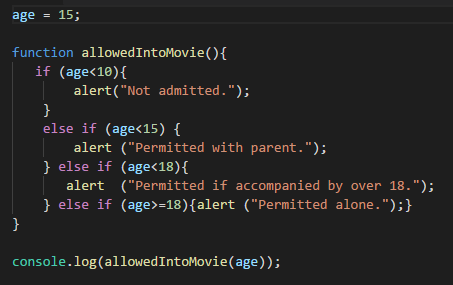 age = 15;
function allowedIntoMovie(){
if (age<10){
alert("Not admitted.");
}
else if (age<15) {
alert ("Permitted with parent.");
} else if (age<18){
alert  ("Permitted if accompanied by over 18.");
} else if (age>=18){alert ("Permitted alone.");}
}
console.log(allowedIntoMovie(age));